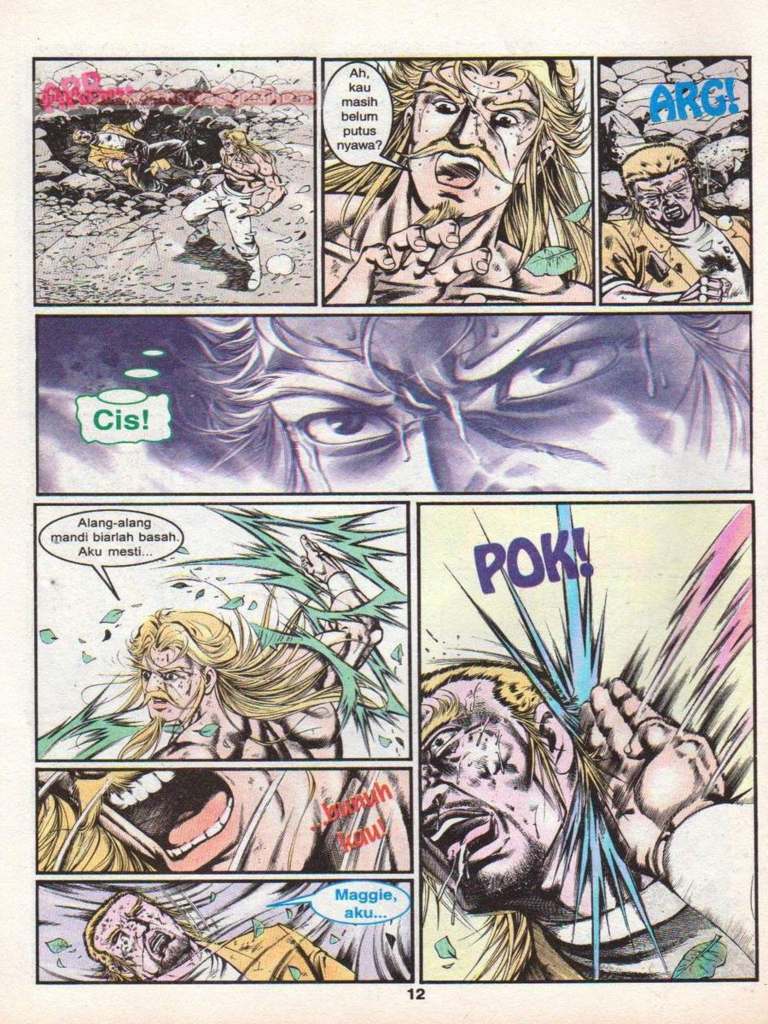 ARR
Ah,
kau
masih
belum
putus
nyawa?
ARG!
Cis!
Alang-alang
mandi biarlah basah.
Aku mesti...
...bunuh
kau!
Maggie,
aku...
POK!
12